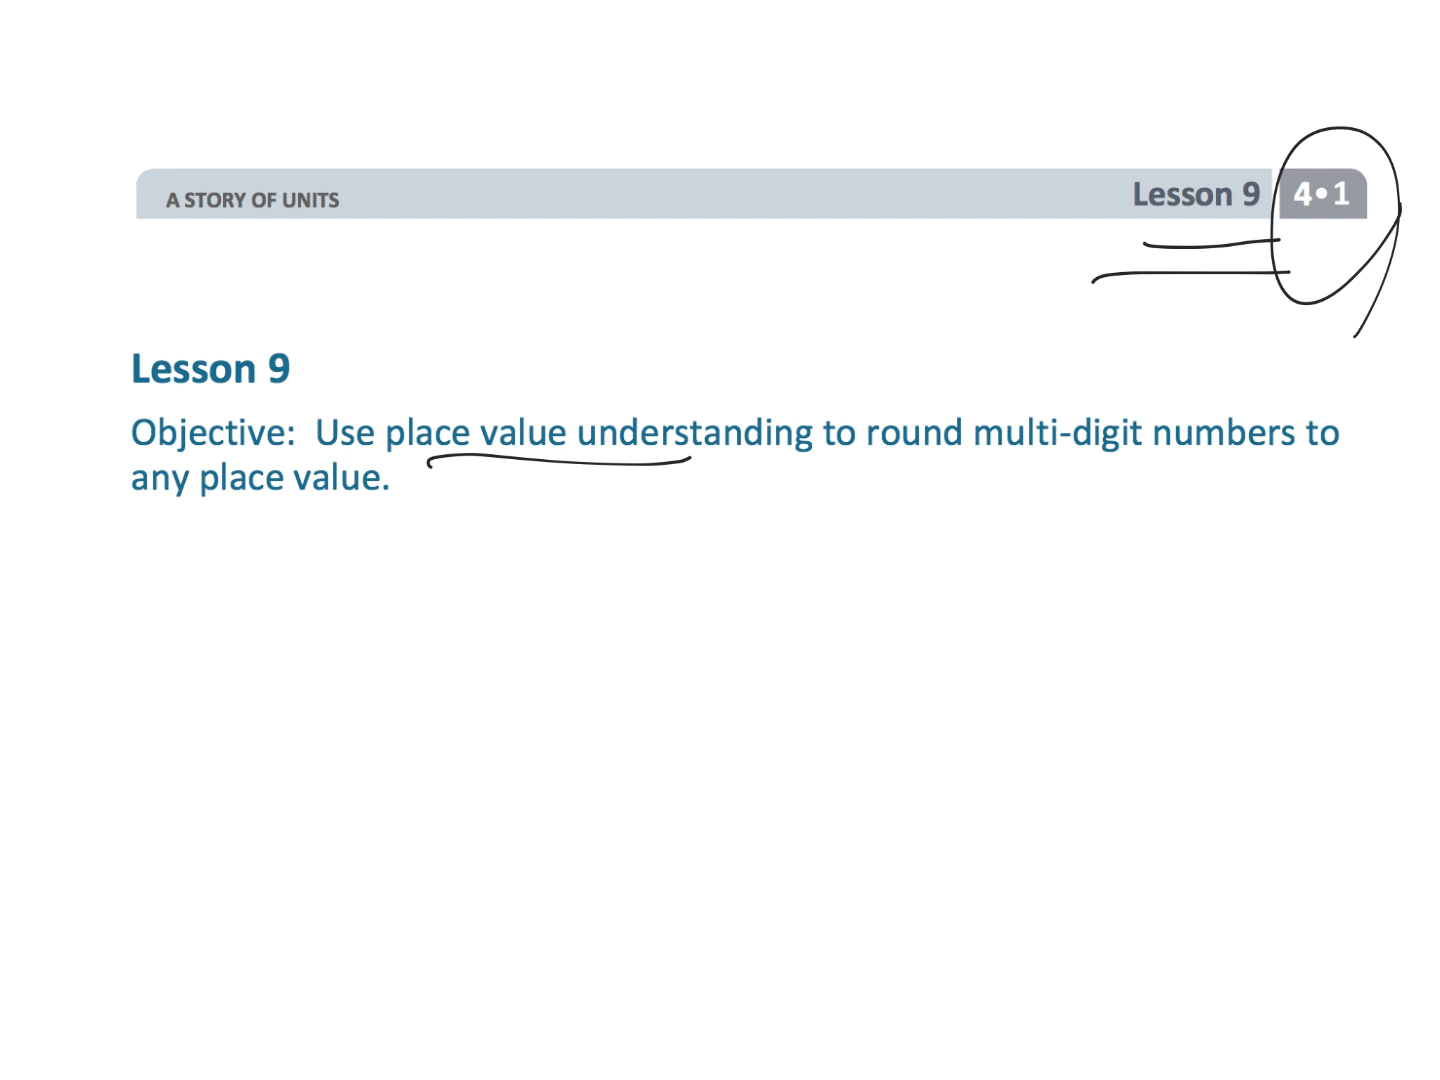 A STORY OF UNITS
Lesson 9
4•1
Lesson 9
Objective: Use place value understanding to round multi-digit numbers to
any place value.